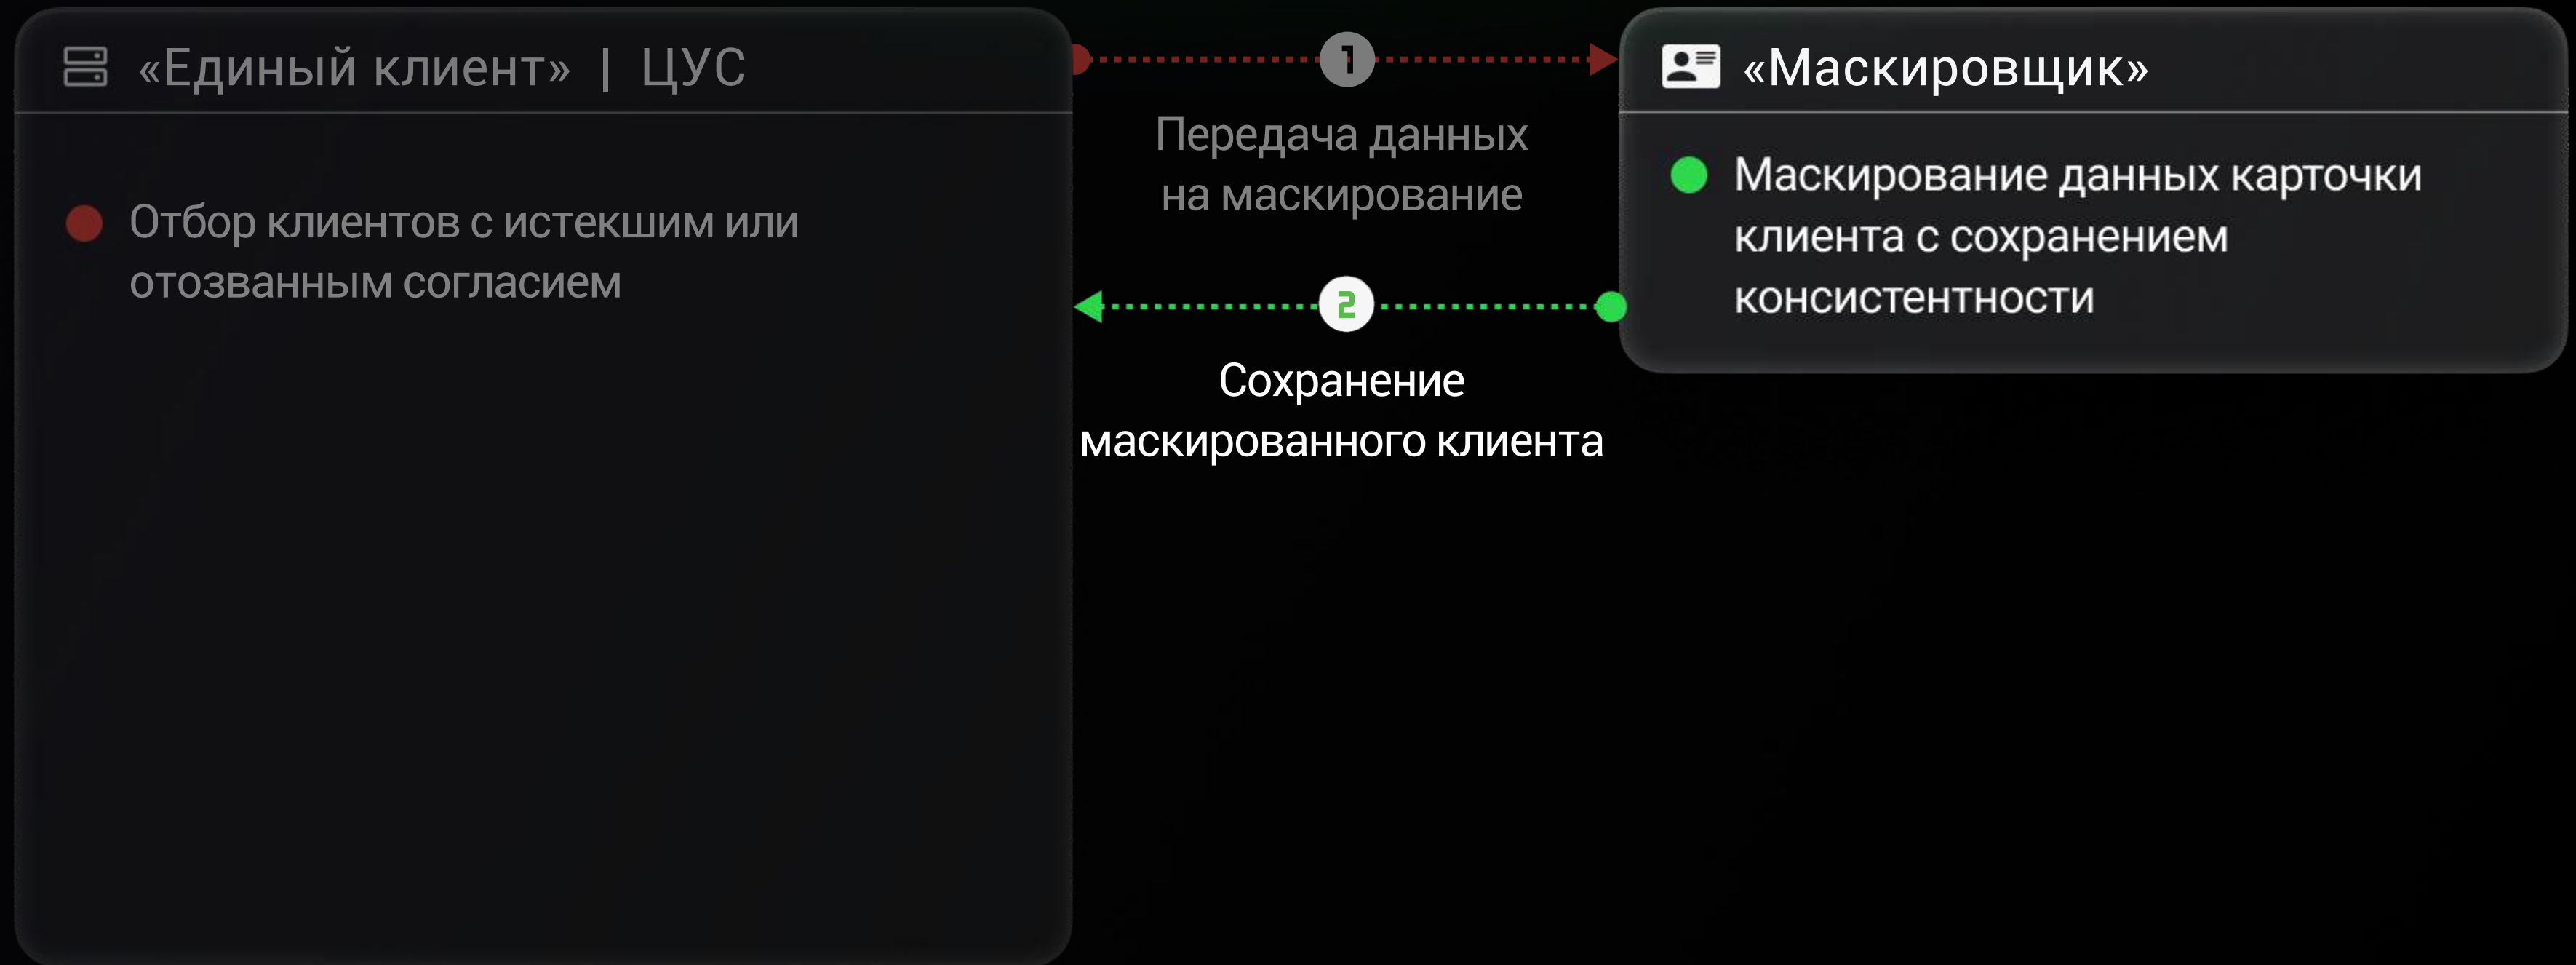 «Единый клиент» | ЦУС
Отбор клиентов с истекшим или
отозванным согласием
1
Передача данных
на маскирование
2
Сохранение
маскированного клиента
«Маскировщик»
Маскирование данных карточки
клиента с сохранением
консистентности